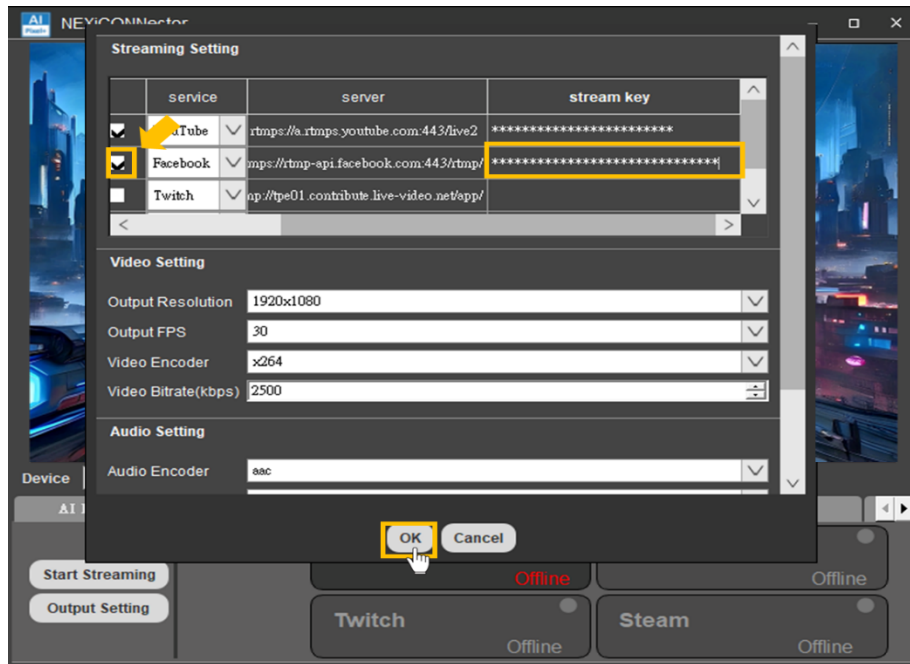 AI
NEXiCONNector
Streaming Setting
service server stream key
uTube rtmps://a.rtmps.youtube.com:443/live2 ************************
Facebook mps://rtmp-api.facebook.com:443/rtmp/ ******************************
Twitch np://tpe01.contribute.live-video.net/app/
Video Setting
Output Resolution 1920x1080
Output FPS 30
Video Encoder x264
Video Bitrate(kbps) 2500
Audio Setting
Audio Encoder aac
Device
AI
OK Cancel
Start Streaming
Offline Offline
Output Setting
Twitch Steam
Offline Offline